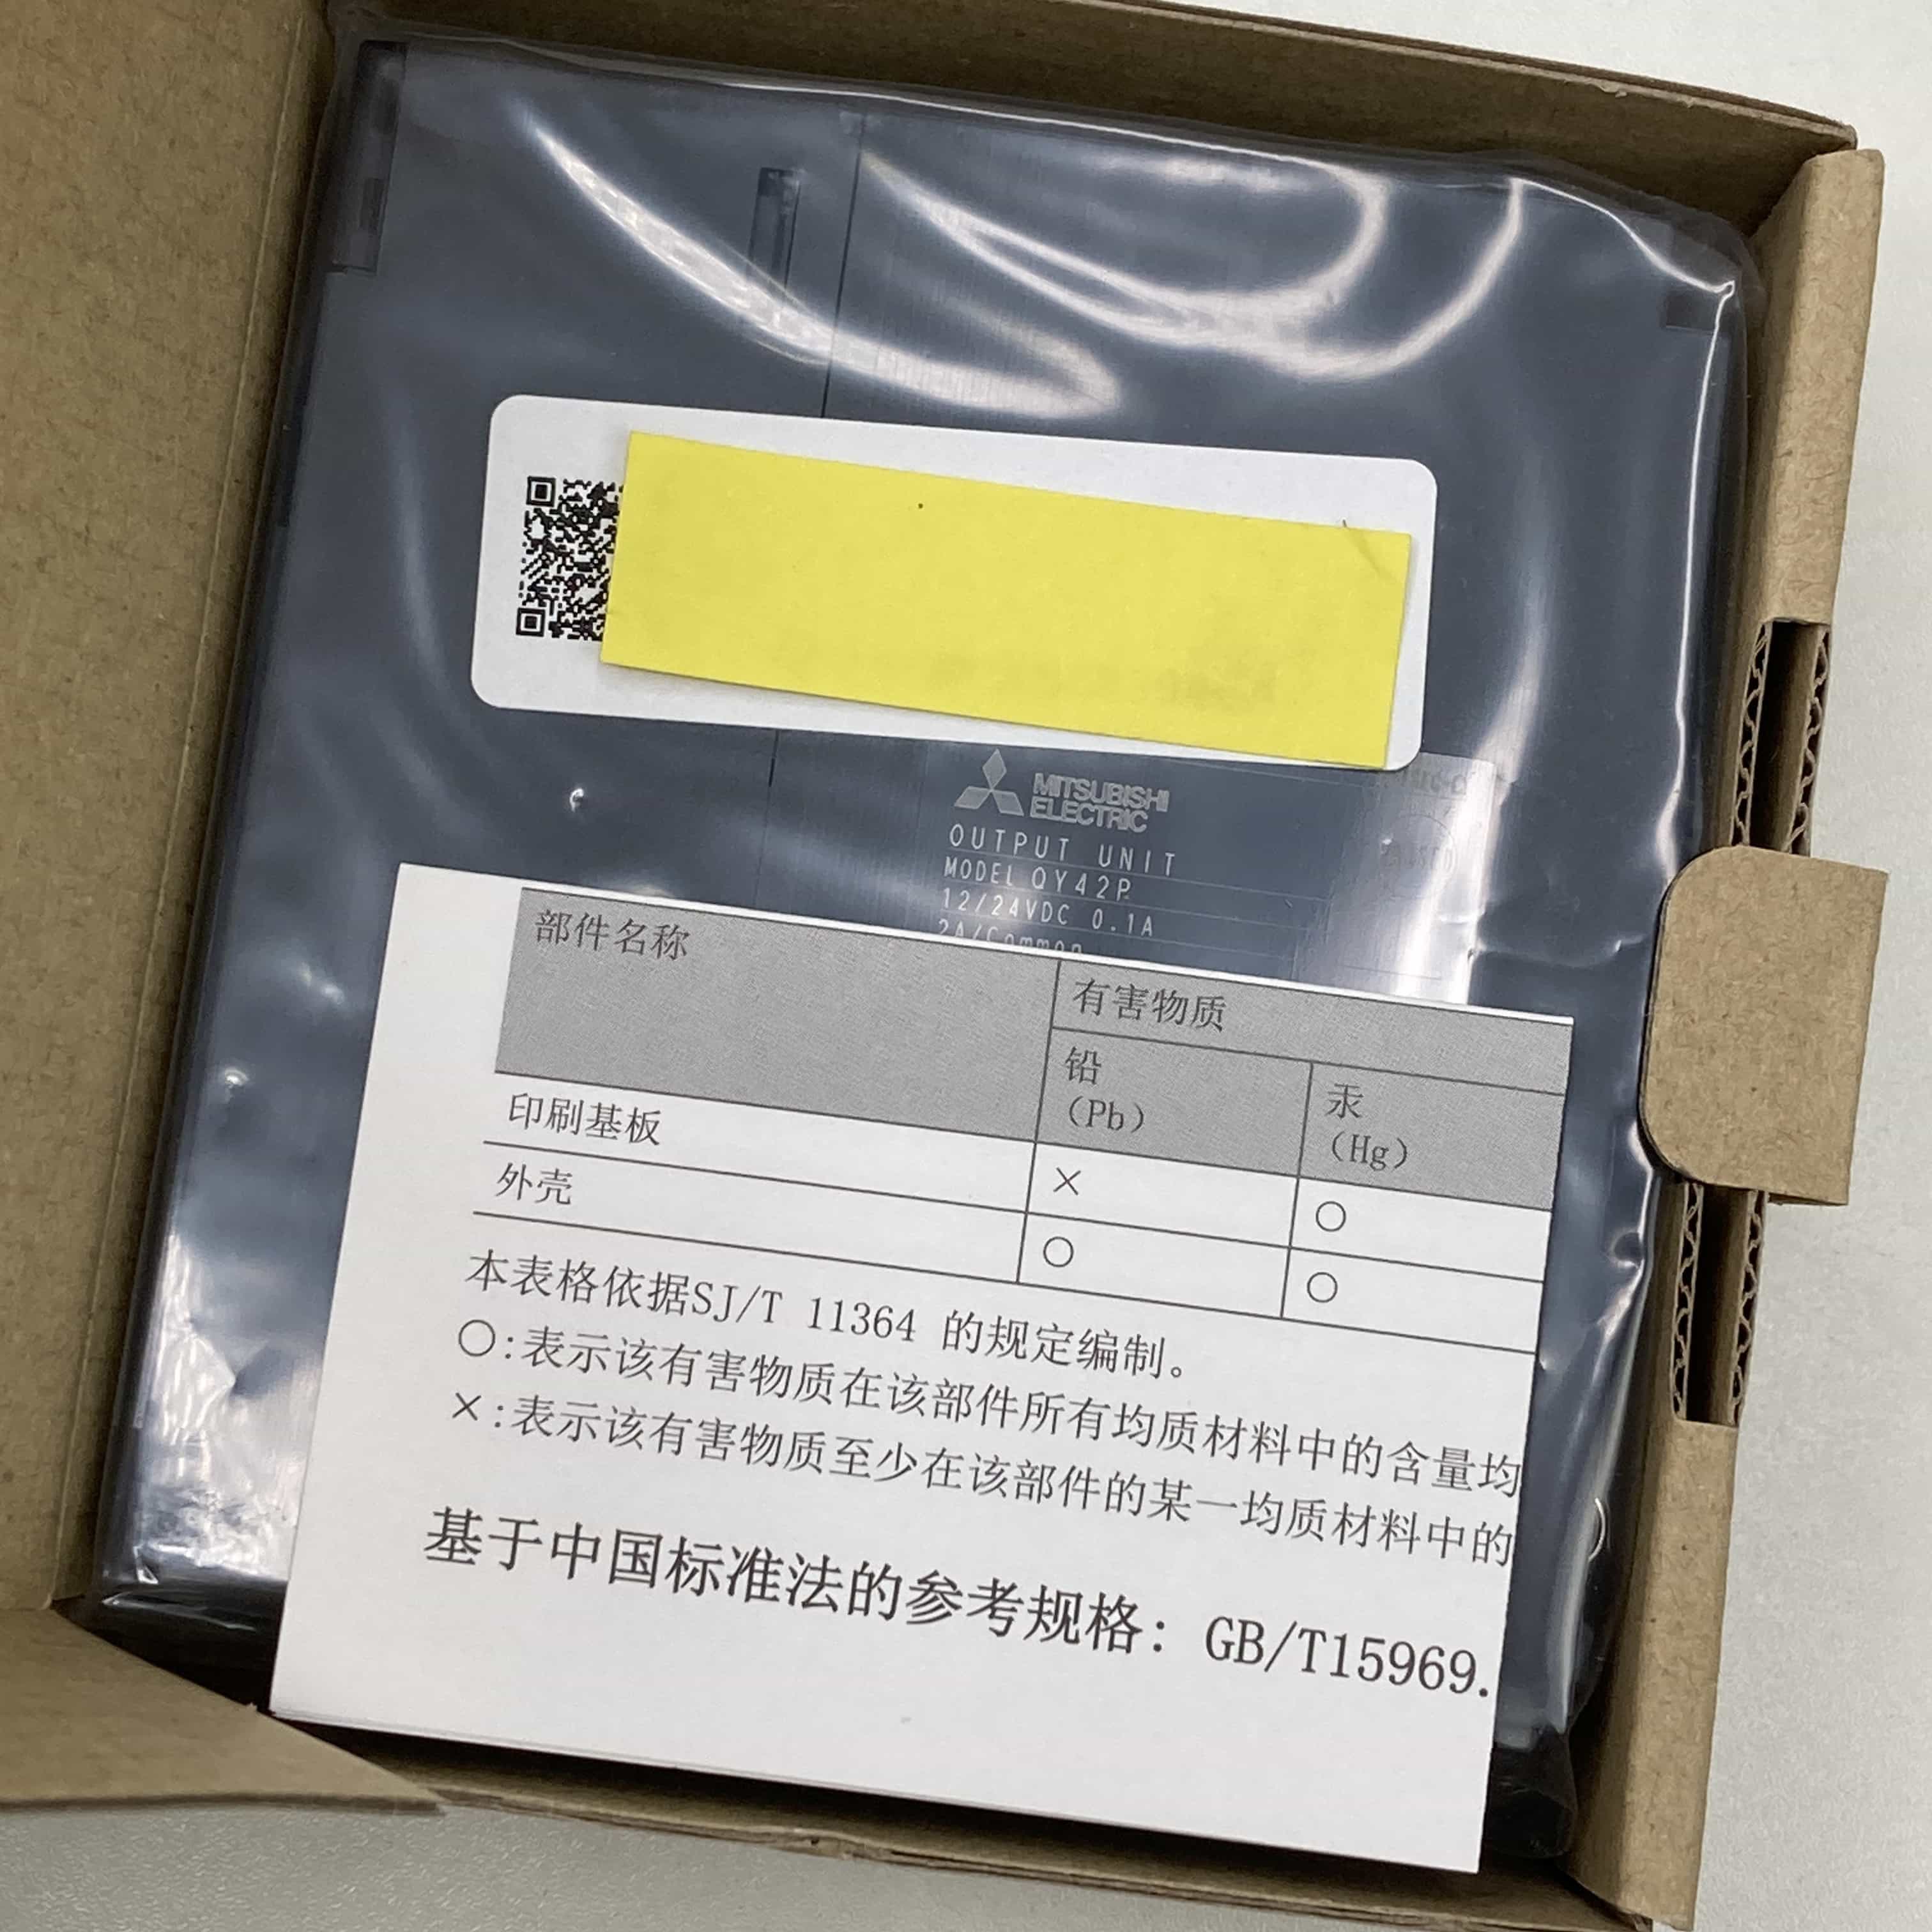 MITSUBISHI
ELECTRIC
OUTPUT UNIT
MODEL QY42P
12/24VDC 0.1A
2A/Common
部件名称
有害物质
铅
(Pb)
汞
(Hg)
印刷基板
×
○
外壳
○
○
本表格依据SJ/T 11364 的规定编制。
○:表示该有害物质在该部件所有均质材料中的含量均
×:表示该有害物质至少在该部件的某一均质材料中的
基于中国标准法的参考规格: GB/T15969.